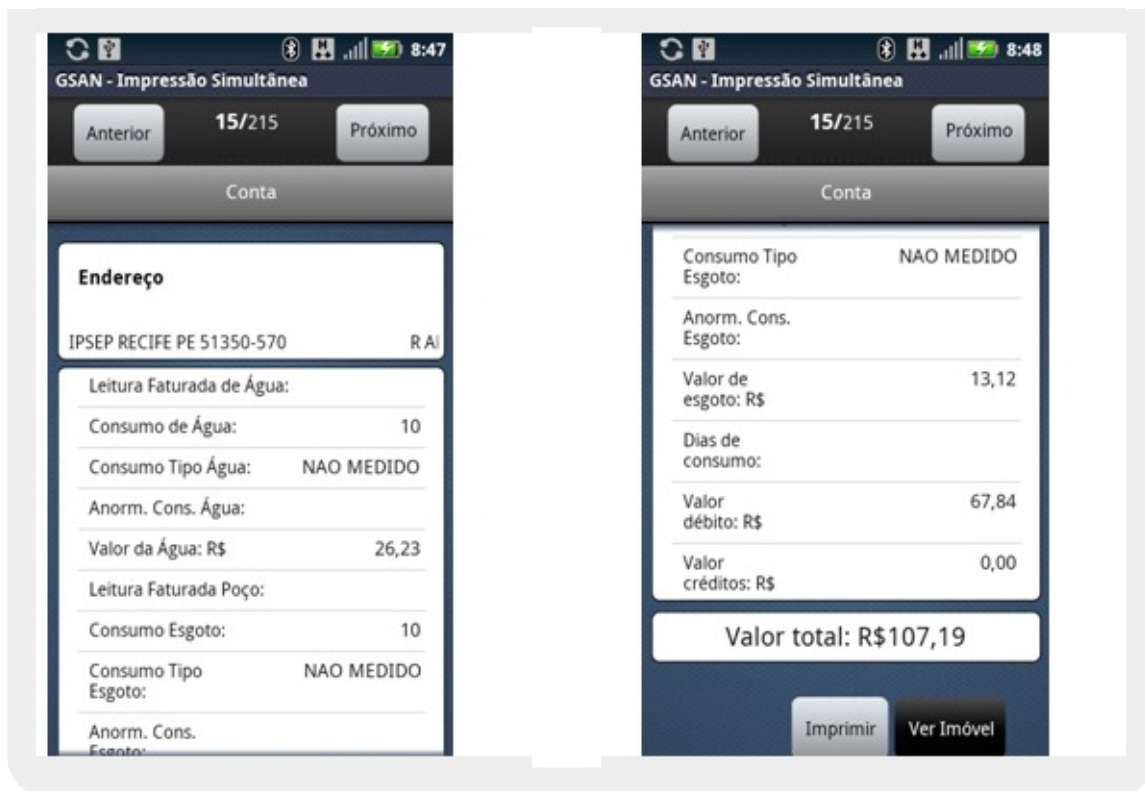 8:47
GSAN - Impressão Simultânea
Anterior
15/215
Próximo
Conta
Endereço
IPSEP RECIFE PE 51350-570 R A
Leitura Faturada de Água:
Consumo de Água: 10
Consumo Tipo Água: NAO MEDIDO
Anorm. Cons. Água:
Valor da Água: R$ 26,23
Leitura Faturada Poço:
Consumo Esgoto: 10
Consumo Tipo NAO MEDIDO
Esgoto:
Anorm. Cons.
Esgoto:
8:48
GSAN - Impressão Simultânea
Anterior
15/215
Próximo
Conta
Consumo Tipo NAO MEDIDO
Esgoto:
Anorm. Cons.
Esgoto:
Valor de 13,12
esgoto: R$
Dias de
consumo:
Valor 67,84
débito: R$
Valor 0,00
créditos: R$
Valor total: R$107,19
Imprimir
Ver Imóvel